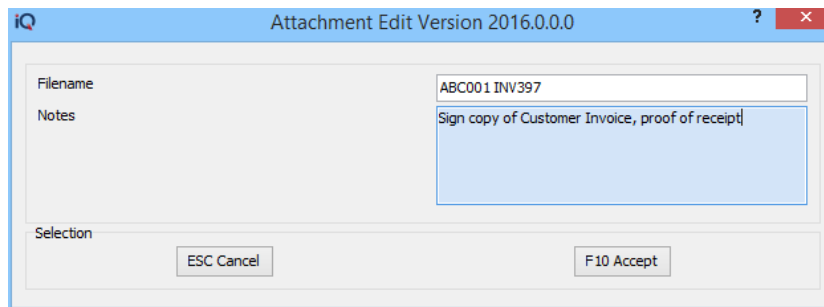 iQ Attachment Edit Version 2016.0.0.0 ? ×
Filename ABC001 INV397
Notes Sign copy of Customer Invoice, proof of receipt
Selection
ESC Cancel F10 Accept